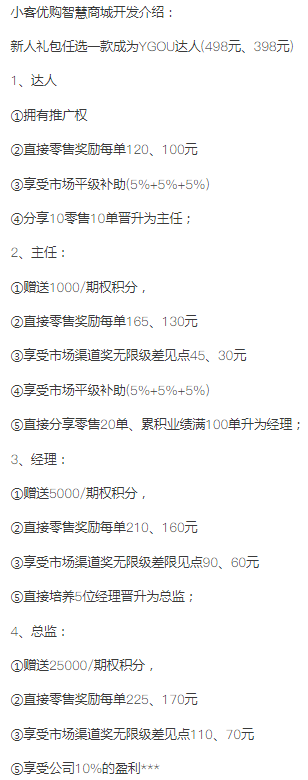 小客优购智慧商城开发介绍：
新人礼包任选一款成为YGOU达人(498元、398元)
1、达人
①拥有推广权
②直接零售奖励每单120、100元
③享受市场平级补助(5%+5%+5%)
④分享10零售10单晋升为主任；
2、主任：
①赠送1000/期权积分，
②直接零售奖励每单165、130元
③享受市场渠道奖无限级差见点45、30元
④享受市场平级补助(5%+5%+5%)
⑤直接分享零售20单、累积业绩满100单升为经理；
3、经理：
①赠送5000/期权积分，
②直接零售奖励每单210、160元
③享受市场渠道奖无限级差限见点90、60元
⑤直接培养5位经理晋升为总监；
4、总监：
①赠送25000/期权积分，
②直接零售奖励每单225、170元
③享受市场渠道奖无限级差见点110、70元
⑤享受公司10%的盈利***